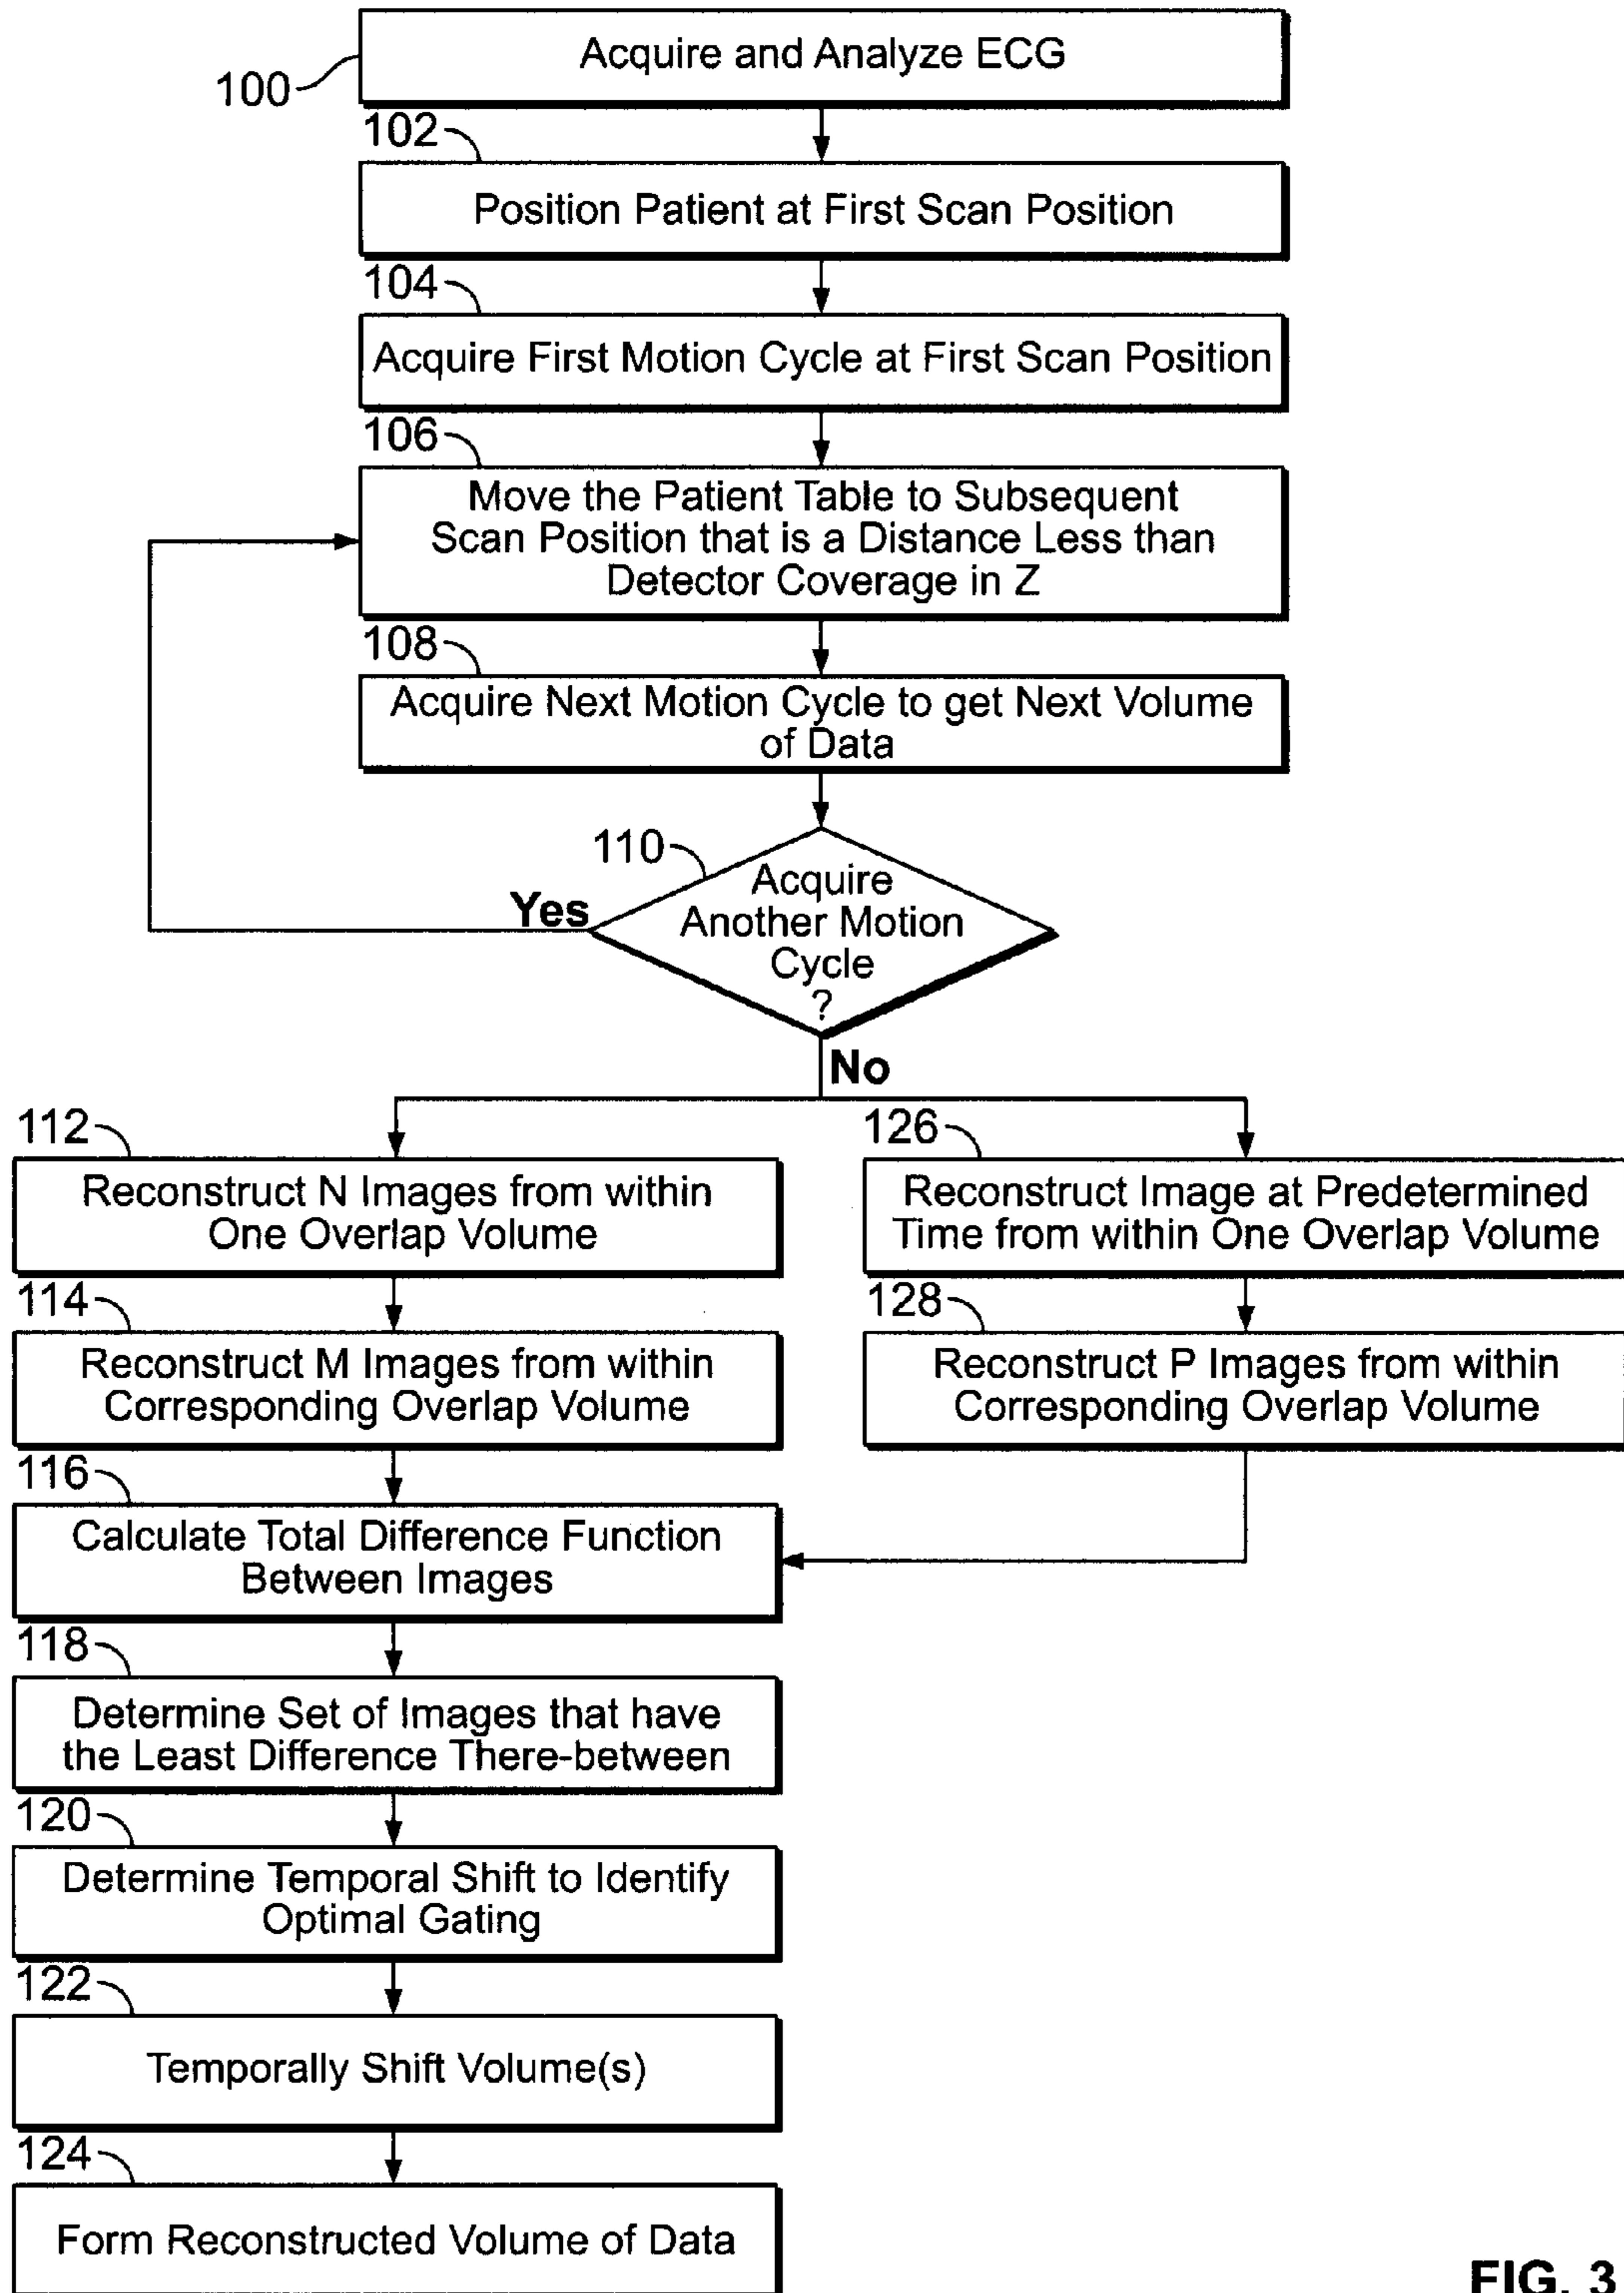 Acquire and Analyze ECG
100
102
Position Patient at First Scan Position
104
Acquire First Motion Cycle at First Scan Position
106
Move the Patient Table to Subsequent
Scan Position that is a Distance Less than
Detector Coverage in Z
108
Acquire Next Motion Cycle to get Next Volume
of Data
110
Acquire
Another Motion
Cycle
?
Yes
No
112
Reconstruct N Images from within
One Overlap Volume
114
Reconstruct M Images from within
Corresponding Overlap Volume
126
Reconstruct Image at Predetermined
Time from within One Overlap Volume
128
Reconstruct P Images from within
Corresponding Overlap Volume
116
Calculate Total Difference Function
Between Images
118
Determine Set of Images that have
the Least Difference There-between
120
Determine Temporal Shift to Identify
Optimal Gating
122
Temporally Shift Volume(s)
124
Form Reconstructed Volume of Data
FIG. 3